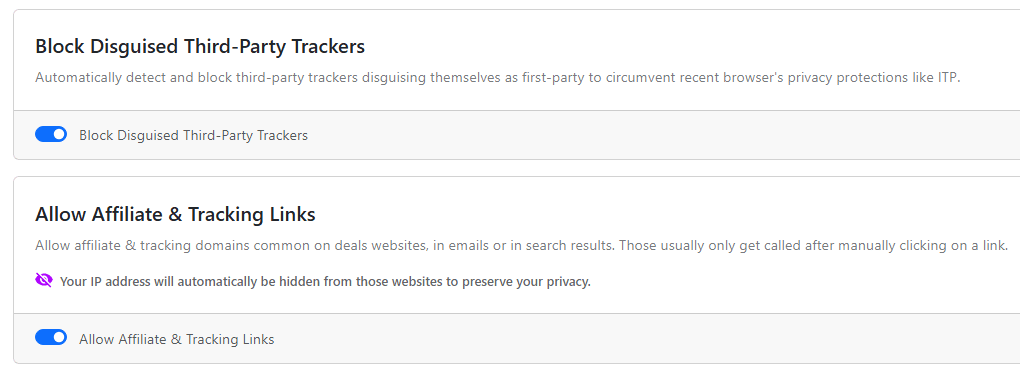 Block Disguised Third-Party Trackers
Automatically detect and block third-party trackers disguising themselves as first-party to circumvent recent browser's privacy protections like ITP.
Block Disguised Third-Party Trackers
Allow Affiliate & Tracking Links
Allow affiliate & tracking domains common on deals websites, in emails or in search results. Those usually only get called after manually clicking on a link.
Your IP address will automatically be hidden from those websites to preserve your privacy.
Allow Affiliate & Tracking Links